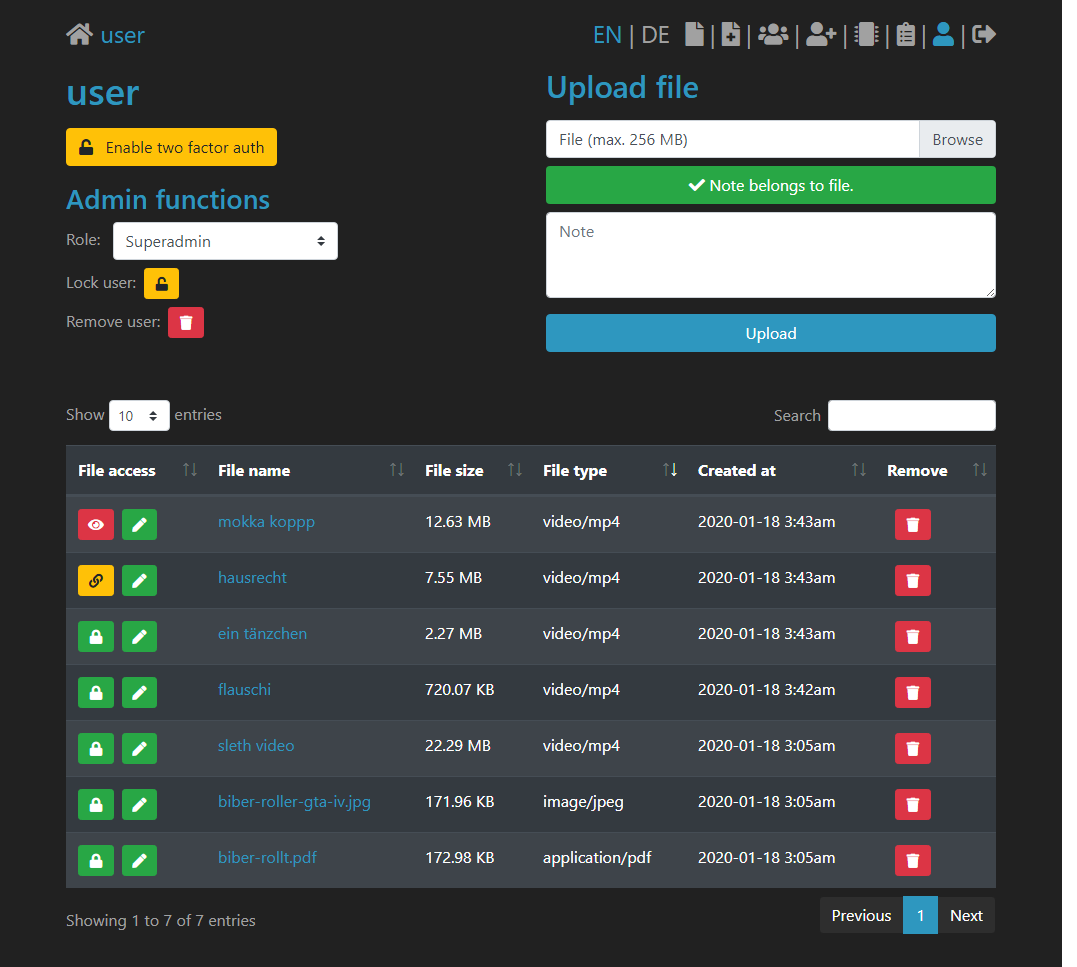 user EN | DE | | | | | |
user
Enable two factor auth
Admin functions
Role: Superadmin
Lock user:
Remove user:
Upload file
File (max. 256 MB) Browse
Note belongs to file.
Note
Upload
Show 10 entries Search
File access File name File size File type Created at Remove
mokka koppp 12.63 MB video/mp4 2020-01-18 3:43am
hausrecht 7.55 MB video/mp4 2020-01-18 3:43am
ein tänzchen 2.27 MB video/mp4 2020-01-18 3:43am
flauschi 720.07 KB video/mp4 2020-01-18 3:42am
sleth video 22.29 MB video/mp4 2020-01-18 3:05am
biber-roller-gta-iv.jpg 171.96 KB image/jpeg 2020-01-18 3:05am
biber-rollt.pdf 172.98 KB application/pdf 2020-01-18 3:05am
Showing 1 to 7 of 7 entries Previous 1 Next